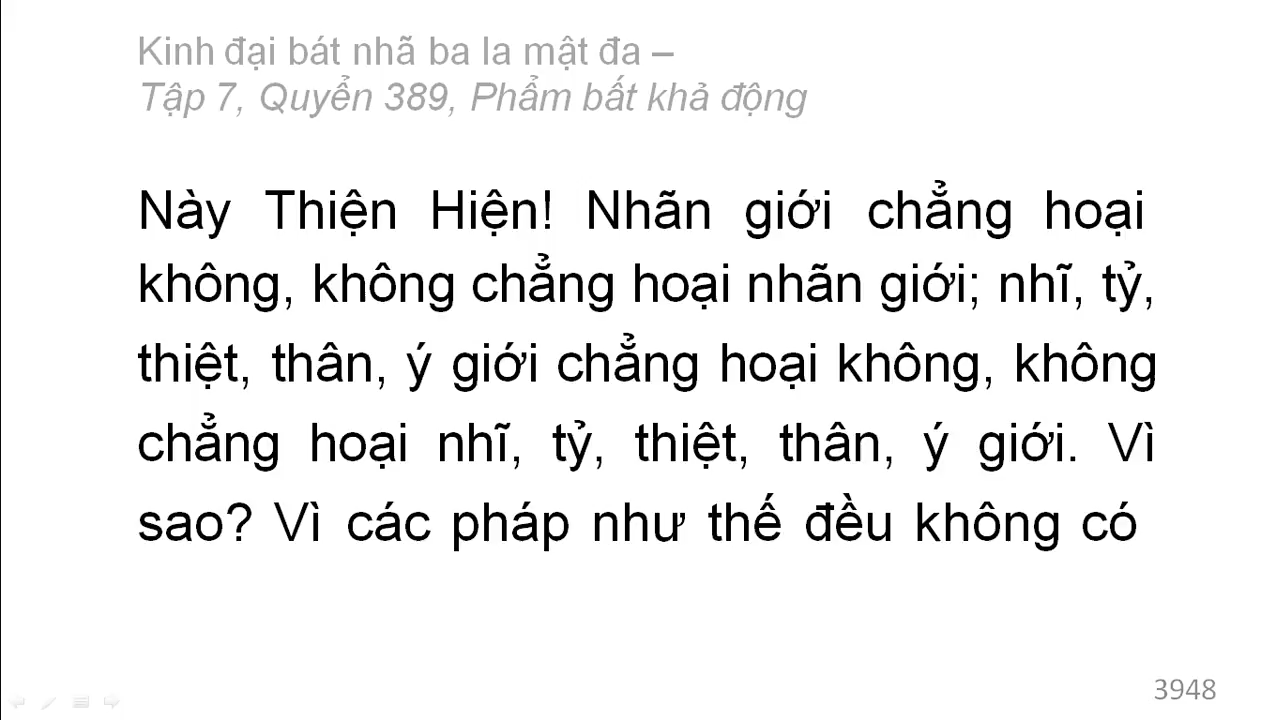 Kinh đại bát nhã ba la mật đa –
Tập 7, Quyển 389, Phẩm bất khả động
Này Thiện Hiện! Nhãn giới chẳng hoại
không, không chẳng hoại nhãn giới; nhĩ, tỷ,
thiệt, thân, ý giới chẳng hoại không, không
chẳng hoại nhĩ, tỷ, thiệt, thân, ý giới. Vì
sao? Vì các pháp như thế đều không có
3948